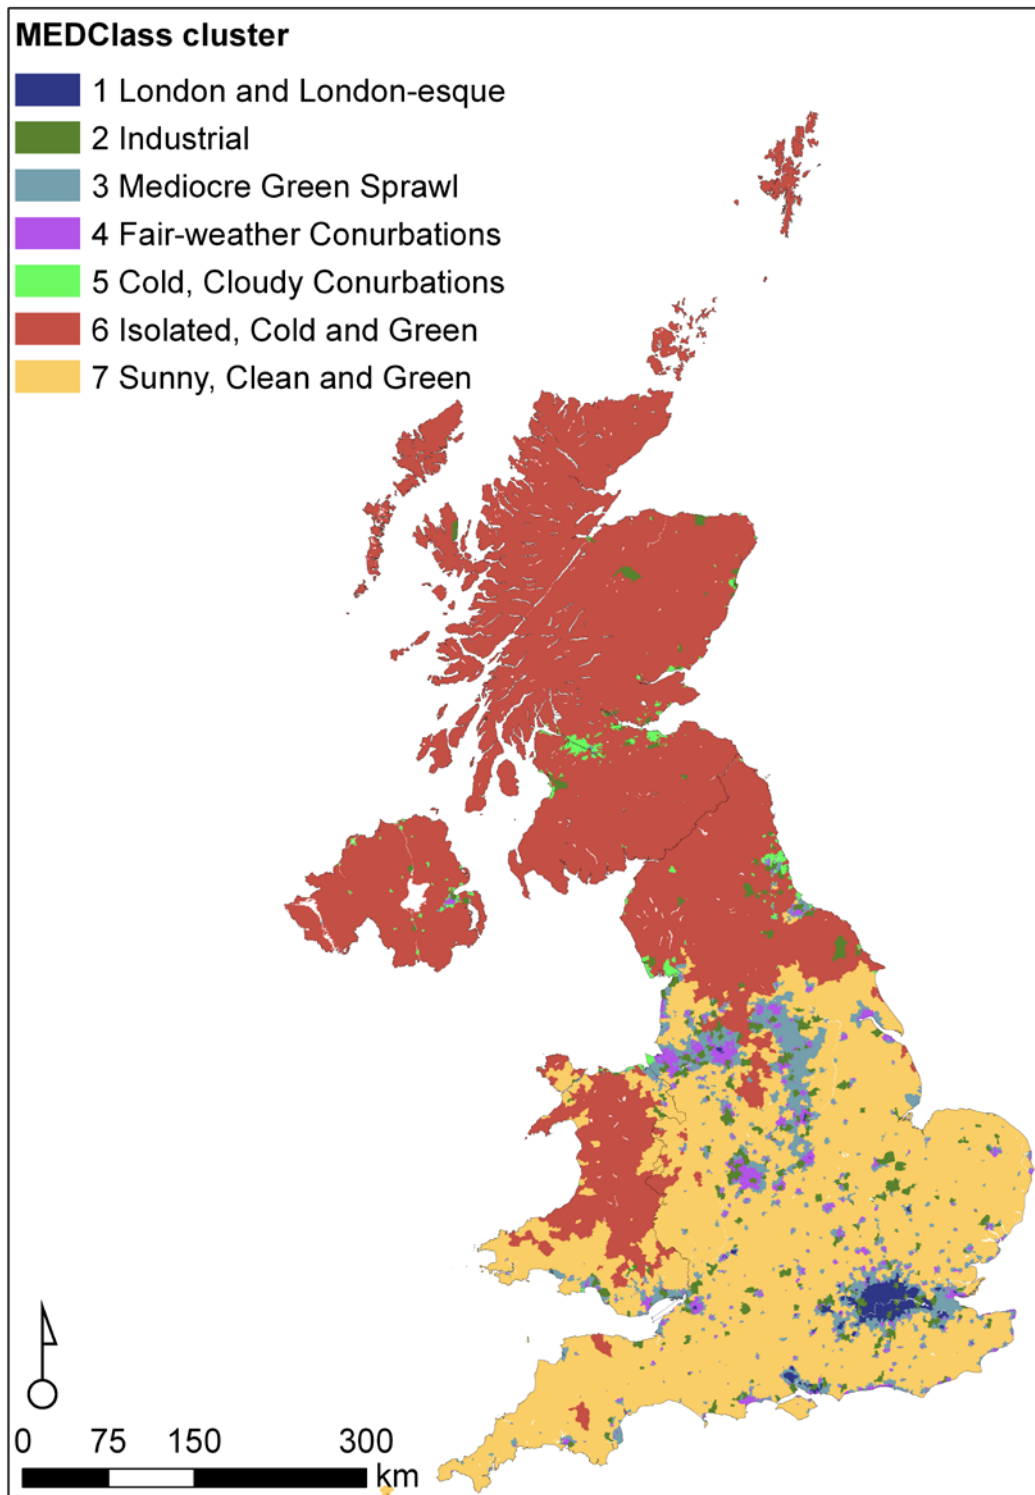 MEDClass cluster
1 London and London-esque
2 Industrial
3 Mediocre Green Sprawl
4 Fair-weather Conurbations
5 Cold, Cloudy Conurbations
6 Isolated, Cold and Green
7 Sunny, Clean and Green
0 75 150 300
km